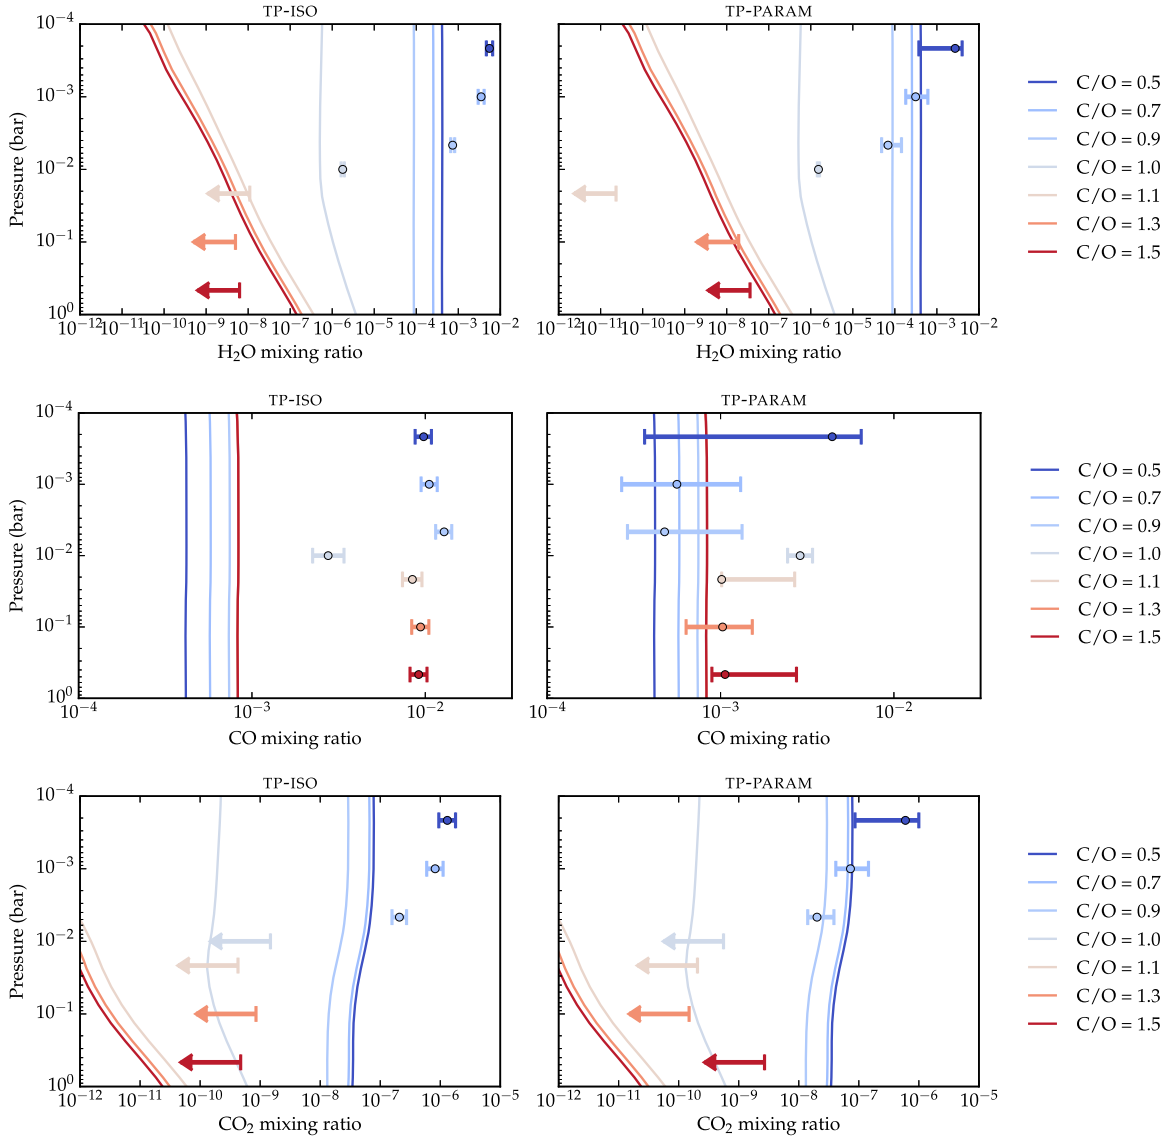 TP-ISO TP-PARAM
10⁻⁴
10⁻³
10⁻²
10⁻¹
10⁰
Pressure (bar)
10⁻¹² 10⁻¹¹ 10⁻¹⁰ 10⁻⁹ 10⁻⁸ 10⁻⁷ 10⁻⁶ 10⁻⁵ 10⁻⁴ 10⁻³ 10⁻² 10⁻¹² 10⁻¹¹ 10⁻¹⁰ 10⁻⁹ 10⁻⁸ 10⁻⁷ 10⁻⁶ 10⁻⁵ 10⁻⁴ 10⁻³ 10⁻²
H₂O mixing ratio H₂O mixing ratio
C/O = 0.5
C/O = 0.7
C/O = 0.9
C/O = 1.0
C/O = 1.1
C/O = 1.3
C/O = 1.5
TP-ISO TP-PARAM
10⁻⁴
10⁻³
10⁻²
10⁻¹
10⁰
Pressure (bar)
10⁻⁴ 10⁻³ 10⁻² 10⁻⁴ 10⁻³ 10⁻²
CO mixing ratio CO mixing ratio
C/O = 0.5
C/O = 0.7
C/O = 0.9
C/O = 1.0
C/O = 1.1
C/O = 1.3
C/O = 1.5
TP-ISO TP-PARAM
10⁻⁴
10⁻³
10⁻²
10⁻¹
10⁰
Pressure (bar)
10⁻¹² 10⁻¹¹ 10⁻¹⁰ 10⁻⁹ 10⁻⁸ 10⁻⁷ 10⁻⁶ 10⁻⁵ 10⁻¹² 10⁻¹¹ 10⁻¹⁰ 10⁻⁹ 10⁻⁸ 10⁻⁷ 10⁻⁶ 10⁻⁵
CO₂ mixing ratio CO₂ mixing ratio
C/O = 0.5
C/O = 0.7
C/O = 0.9
C/O = 1.0
C/O = 1.1
C/O = 1.3
C/O = 1.5